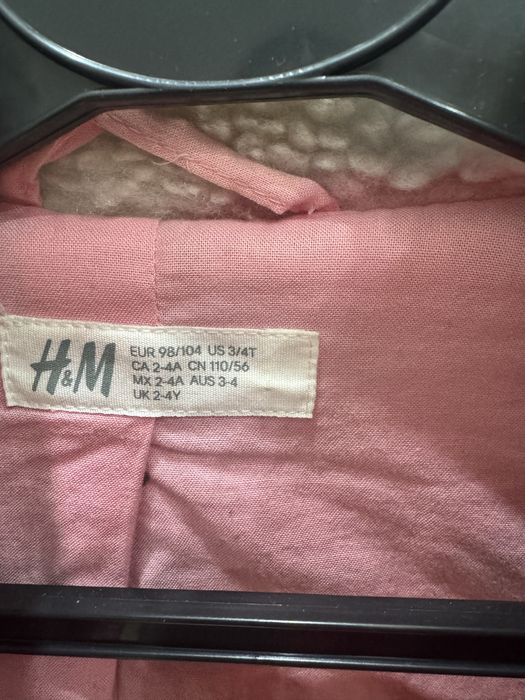 H&M
EUR 98/104 US 3/4T
CA 2-4A CN 110/56
MX 2-4A AUS 3-4
UK 2-4Y